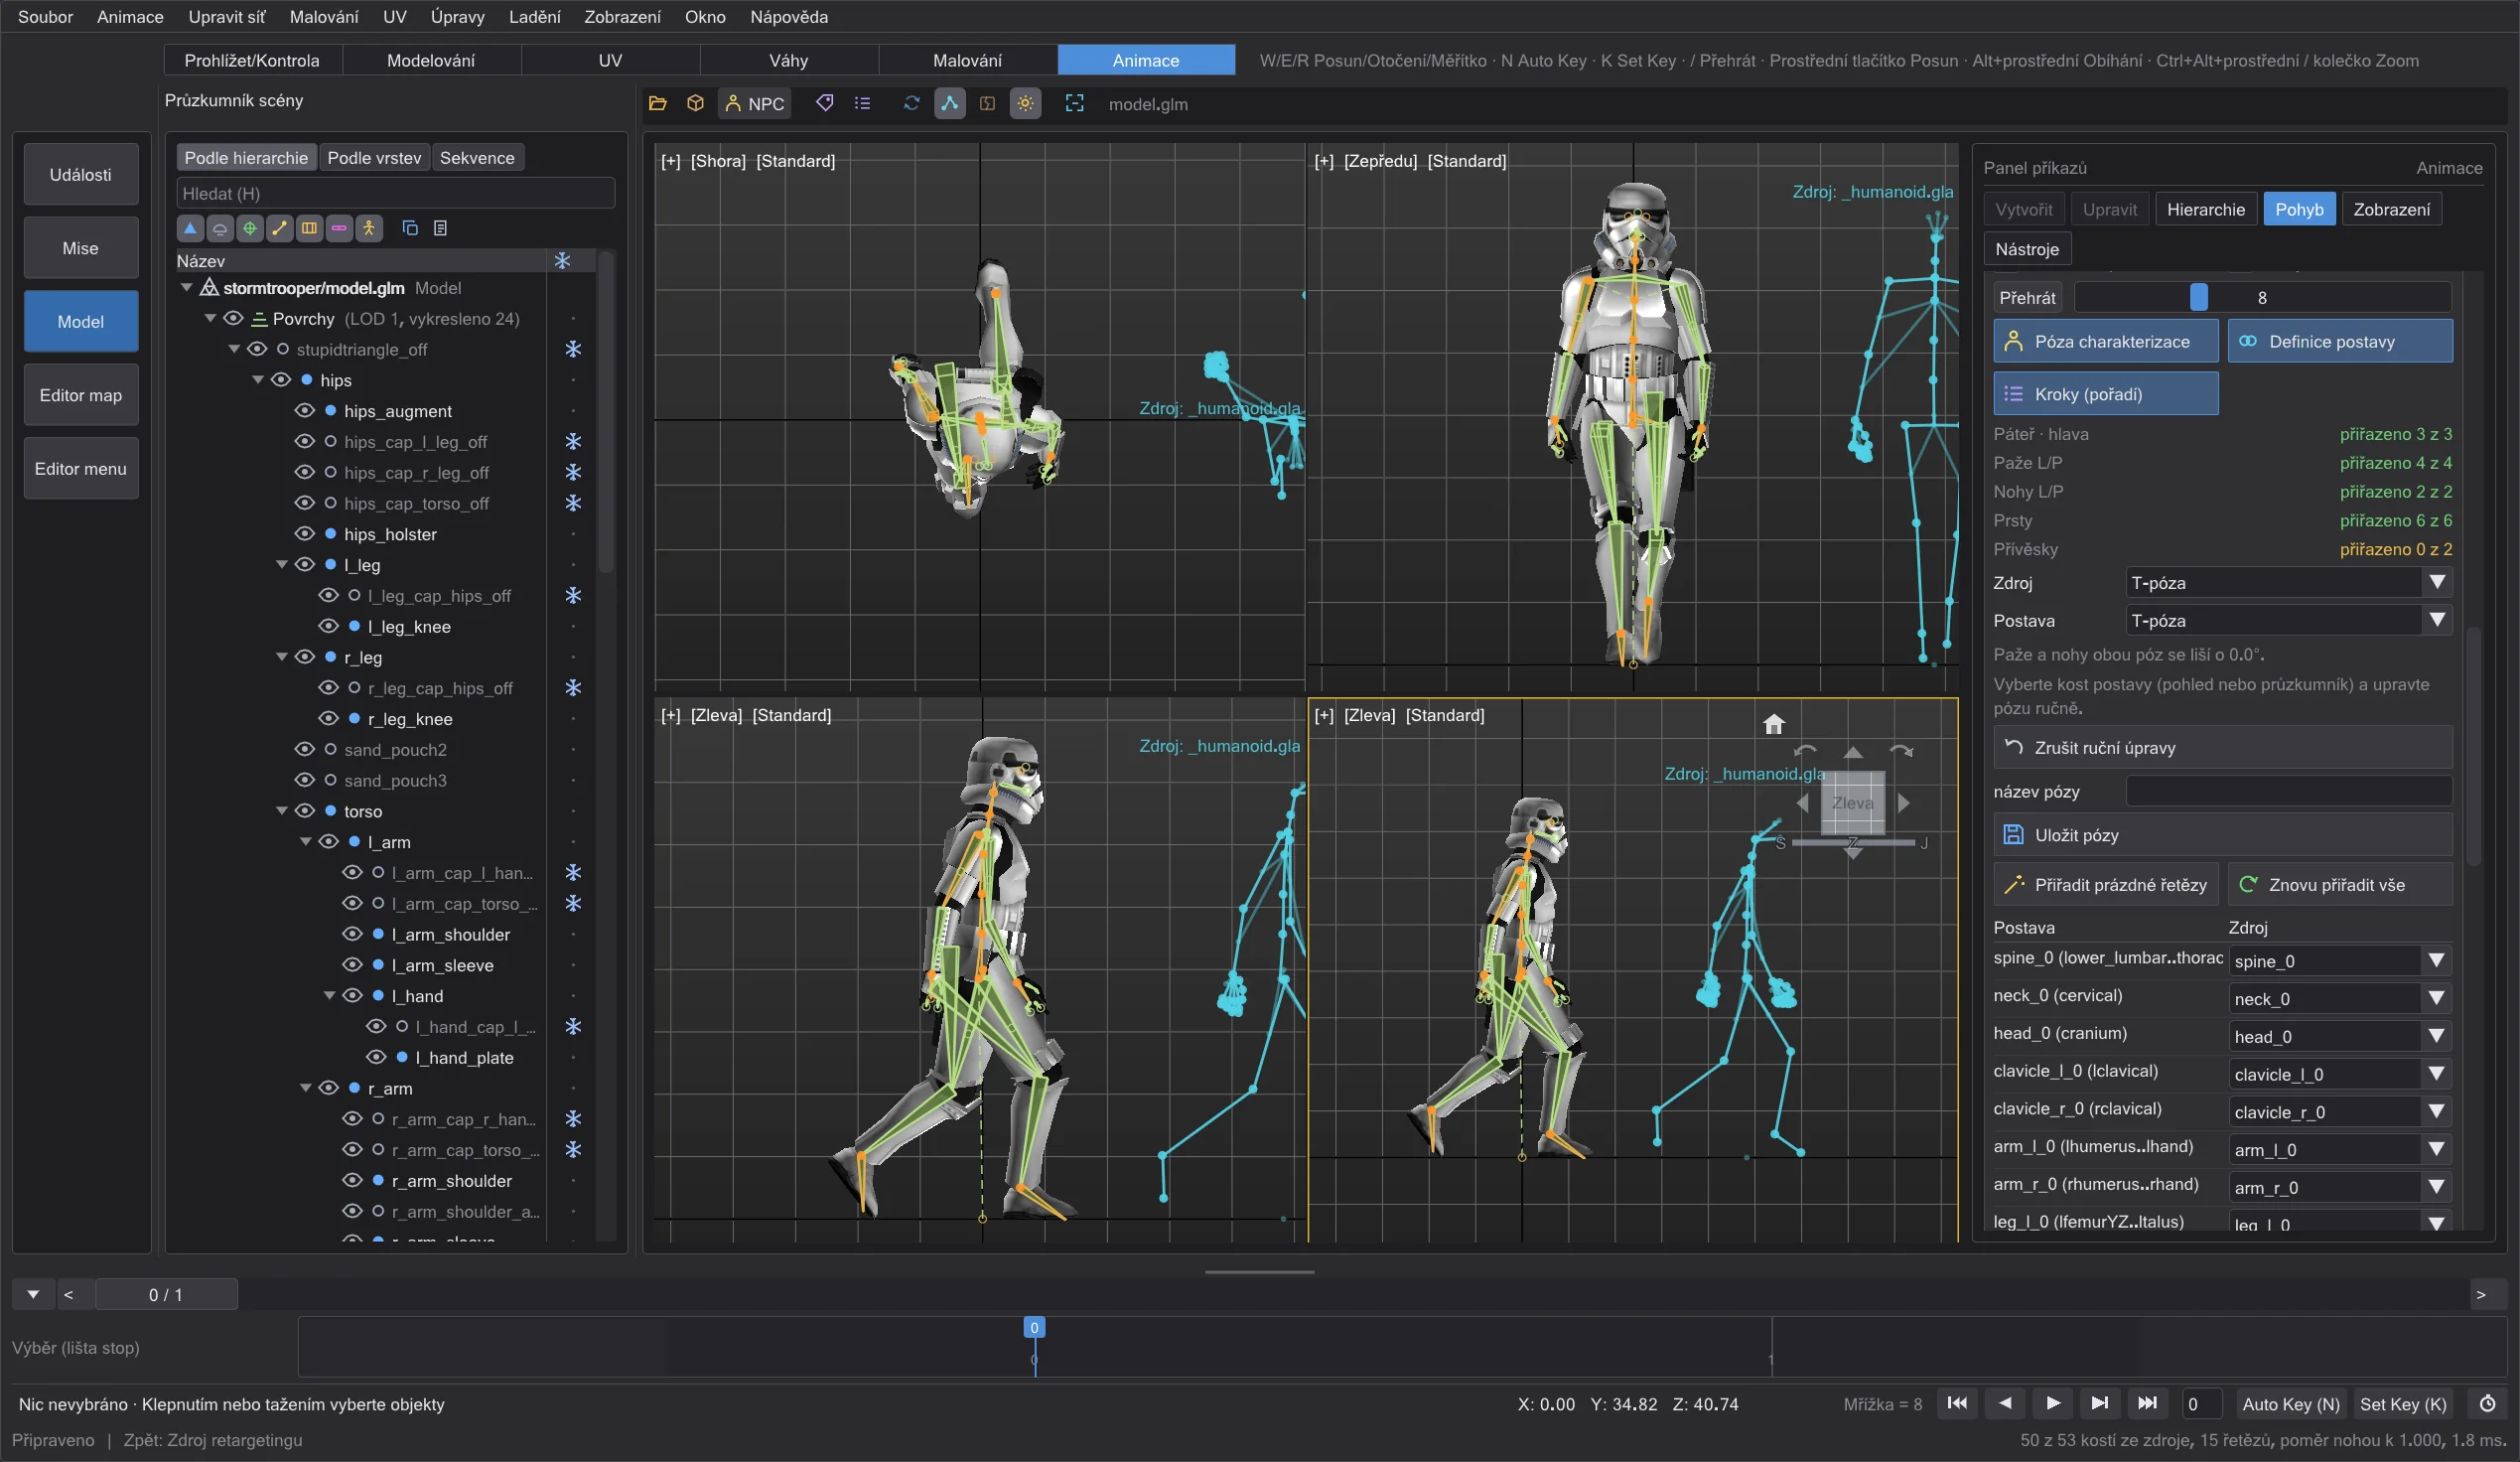 Soubor Animace Upravit síť Malování UV Úpravy Ladění Zobrazení Okno Nápověda
Prohlížet/Kontrola Modelování UV Váhy Malování Animace W/E/R Posun/Otočení/Měřítko · N Auto Key · K Set Key · / Přehrát · Prostřední tlačítko Posun · Alt+prostřední Obíhání · Ctrl+Alt+prostřední / kolečko Zoom
Průzkumník scény
NPC model.glm
Události
Mise
Model
Editor map
Editor menu
Podle hierarchie Podle vrstev Sekvence
Hledat (H)
Název
stormtrooper/model.glm Model
Povrchy (LOD 1, vykresleno 24)
stupidtriangle_off
hips
hips_augment
hips_cap_l_leg_off
hips_cap_r_leg_off
hips_cap_torso_off
hips_holster
l_leg
l_leg_cap_hips_off
l_leg_knee
r_leg
r_leg_cap_hips_off
r_leg_knee
sand_pouch2
sand_pouch3
torso
l_arm
l_arm_cap_l_han...
l_arm_cap_torso_...
l_arm_shoulder
l_arm_sleeve
l_hand
l_hand_cap_l_...
l_hand_plate
r_arm
r_arm_cap_r_han...
r_arm_cap_torso_...
r_arm_shoulder
r_arm_shoulder_a...
r_arm_sleeve
[+] [Shora] [Standard]
Zdroj: _humanoid.gla
[+] [Zepředu] [Standard]
Zdroj: _humanoid.gla
[+] [Zleva] [Standard]
Zdroj: _humanoid.gla
[+] [Zleva] [Standard]
Zdroj: _humanoid.gla
Zleva
S Z J
Panel příkazů Animace
Vytvořit Upravit Hierarchie Pohyb Zobrazení
Nástroje
Přehrát 8
Póza charakterizace Definice postavy
Kroky (pořadí)
Páteř · hlava přiřazeno 3 z 3
Paže L/P přiřazeno 4 z 4
Nohy L/P přiřazeno 2 z 2
Prsty přiřazeno 6 z 6
Přívěsky přiřazeno 0 z 2
Zdroj T-póza
Postava T-póza
Paže a nohy obou póz se liší o 0.0°.
Vyberte kost postavy (pohled nebo průzkumník) a upravte
pózu ručně.
Zrušit ruční úpravy
název pózy
Uložit pózy
Přiřadit prázdné řetězy Znovu přiřadit vše
Postava Zdroj
spine_0 (lower_lumbar..thorac spine_0
neck_0 (cervical) neck_0
head_0 (cranium) head_0
clavicle_l_0 (lclavical) clavicle_l_0
clavicle_r_0 (rclavical) clavicle_r_0
arm_l_0 (lhumerus..lhand) arm_l_0
arm_r_0 (rhumerus..rhand) arm_r_0
leg_l_0 (lfemurYZ..ltalus) leg_l_0
< 0 / 1 >
Výběr (lišta stop) 0
0 1
Nic nevybráno · Klepnutím nebo tažením vyberte objekty X: 0.00 Y: 34.82 Z: 40.74 Mřížka = 8 0 Auto Key (N) Set Key (K)
Připraveno | Zpět: Zdroj retargetingu 50 z 53 kostí ze zdroje, 15 řetězů, poměr nohou k 1.000, 1.8 ms.